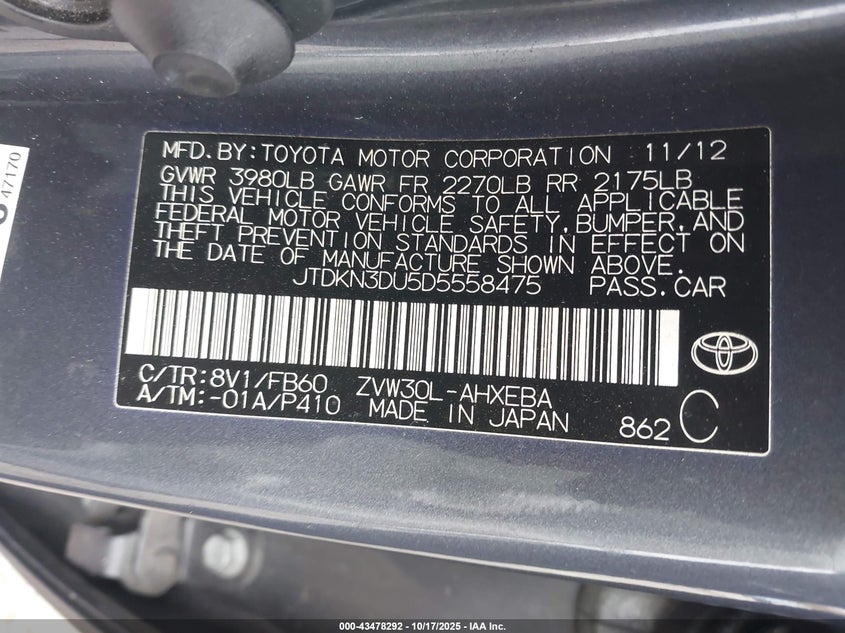 47170
MFD.BY:TOYOTA MOTOR CORPORATION 11/12
GVWR 3980LB GAWR FR 2270LB RR 2175LB
THIS VEHICLE CONFORMS TO ALL APPLICABLE
FEDERAL MOTOR VEHICLE SAFETY,BUMPER,AND
THEFT PREVENTION STANDARDS IN EFFECT ON
THE DATE OF MANUFACTURE SHOWN ABOVE.
JTDKN3DU5D5558475 PASS.CAR
C/TR:8V1/FB60 ZVW30L-AHXEBA
A/TM:-01A/P410 MADE IN JAPAN 862 C
000-43478292 - 10/17/2025 - IAA Inc.